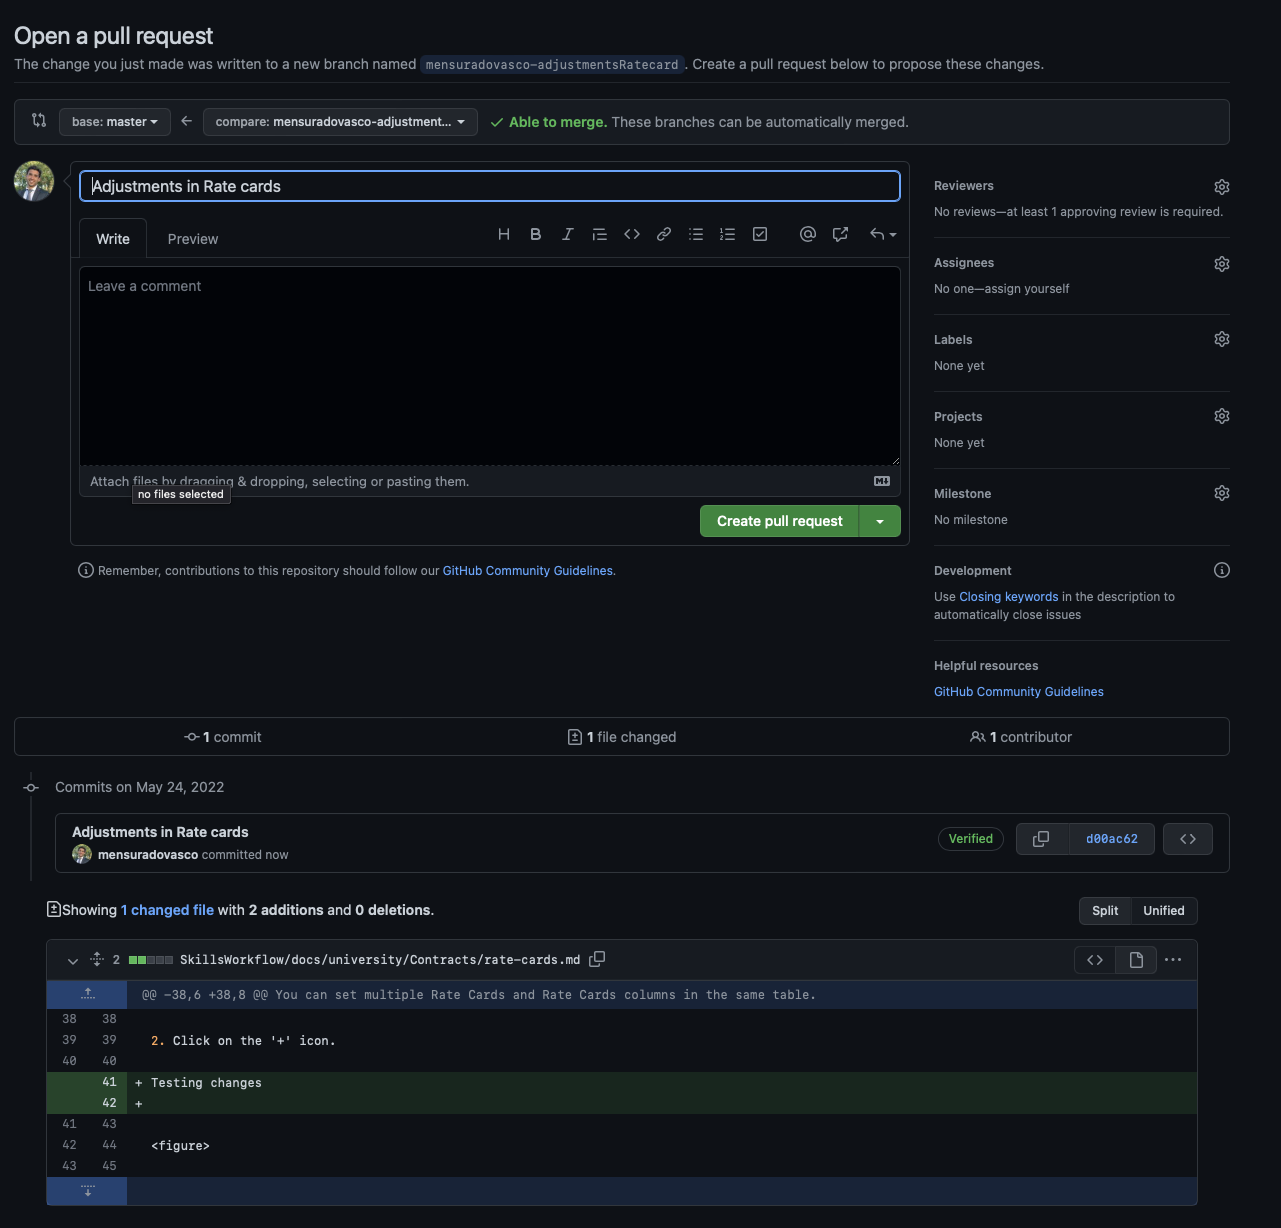 Open a pull request
The change you just made was written to a new branch named mensuradovasco-adjustmentsRatecard. Create a pull request below to propose these changes.
base: master
compare: mensuradovasco-adjustment...
Able to merge. These branches can be automatically merged.
Adjustments in Rate cards
Write
Preview
Leave a comment
Attach files by dragging & dropping, selecting or pasting them.
no files selected
Create pull request
Remember, contributions to this repository should follow our GitHub Community Guidelines.
Reviewers
No reviews—at least 1 approving review is required.
Assignees
No one—assign yourself
Labels
None yet
Projects
None yet
Milestone
No milestone
Development
Use Closing keywords in the description to
automatically close issues
Helpful resources
GitHub Community Guidelines
1 commit
1 file changed
1 contributor
Commits on May 24, 2022
Adjustments in Rate cards
mensuradovasco committed now
Verified
d00ac62
Showing 1 changed file with 2 additions and 0 deletions.
Split
Unified
2 SkillsWorkflow/docs/university/Contracts/rate-cards.md
@@ -38,6 +38,8 @@ You can set multiple Rate Cards and Rate Cards columns in the same table.
38 38
39 39 2. Click on the '+' icon.
40 40
41 + Testing changes
42 +
41 43
42 44 <figure>
43 45